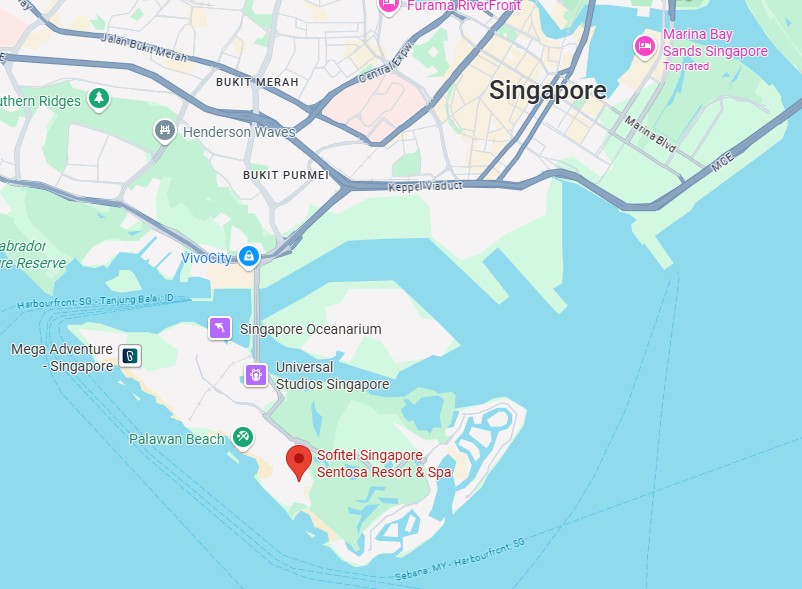 Furama RiverFront
Marina Bay
Sands Singapore
Top rated
Jalan Bukit Merah
Central Expw
BUKIT MERAH
Singapore
uthern Ridges
Henderson Waves
Marina Blvd
MCE
BUKIT PURMEI
Keppel Viaduct
abrador
re Reserve
VivoCity
Harbourfront, SG - Tanjung Balai, ID
Singapore Oceanarium
Mega Adventure
- Singapore
Universal
Studios Singapore
Palawan Beach
Sofitel Singapore
Sentosa Resort & Spa
Sebana, MY - Harbourfront, SG